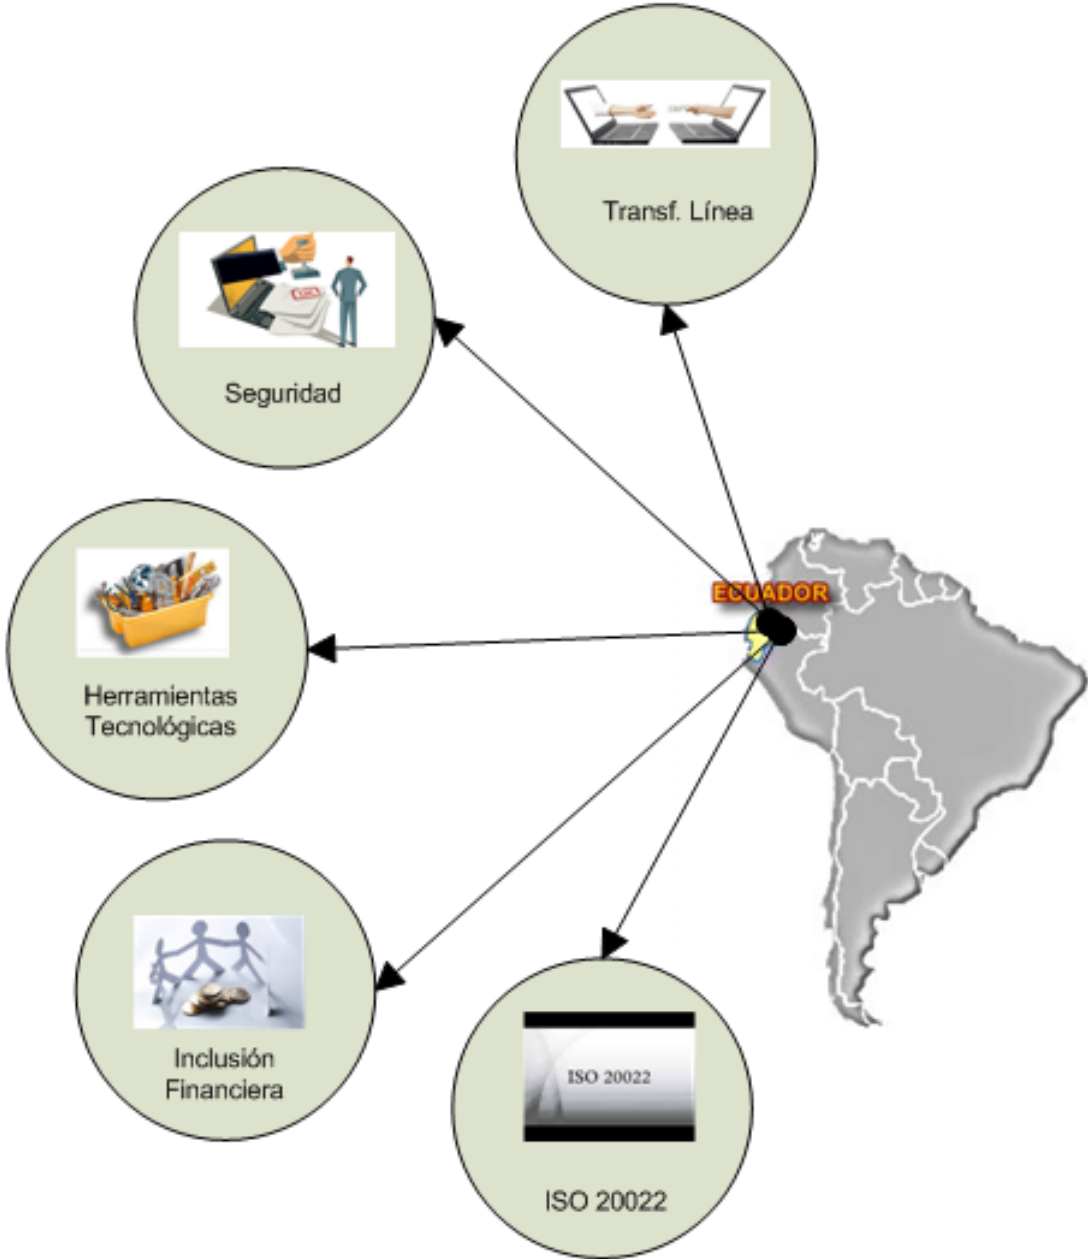 Transf. Línea
Seguridad
ECUADOR
Herramientas
Tecnológicas
Inclusión
Financiera
ISO 20022
ISO 20022